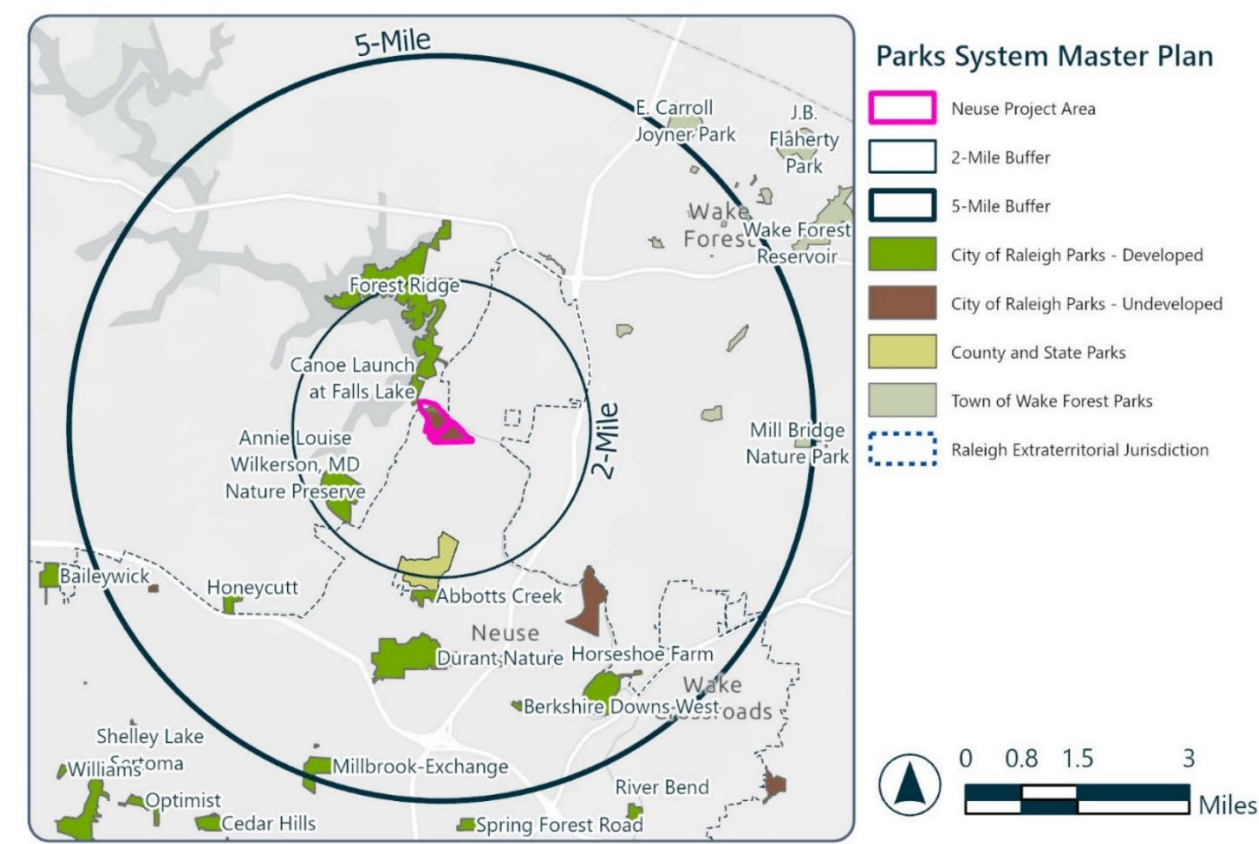 5-Mile
E. Carroll
Joyner Park
J.B.
Flaherty
Park
Wake
Forest
Wake Forest
Reservoir
Forest Ridge
Canoe Launch
at Falls Lake
2-Mile
Annie Louise
Wilkerson, MD
Nature Preserve
Mill Bridge
Nature Park
Baileywick
Honeycutt
Abbotts Creek
Neuse
Durant Nature
Horseshoe Farm
Wake
Crossroads
Berkshire Downs West
Shelley Lake
Sertoma
Williams
Optimist
Cedar Hills
Millbrook-Exchange
River Bend
Spring Forest Road
Parks System Master Plan
Neuse Project Area
2-Mile Buffer
5-Mile Buffer
City of Raleigh Parks - Developed
City of Raleigh Parks - Undeveloped
County and State Parks
Town of Wake Forest Parks
Raleigh Extraterritorial Jurisdiction
0 0.8 1.5 3
Miles